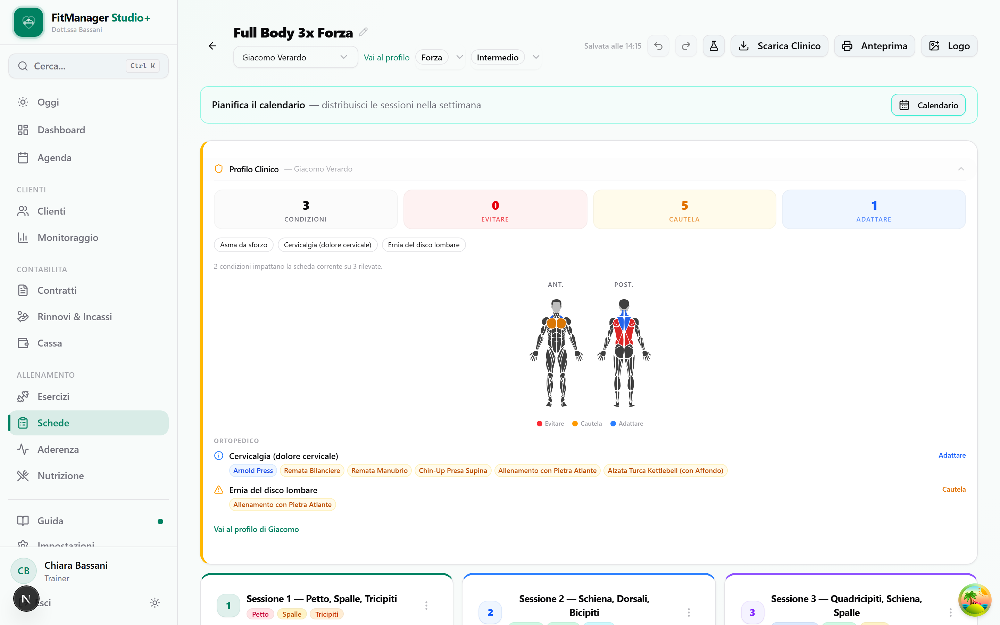 FitManager Studio+
Dott.ssa Bassani
Cerca...
Ctrl K
Oggi
Dashboard
Agenda
CLIENTI
Clienti
Monitoraggio
CONTABILITA
Contratti
Rinnovi & Incassi
Cassa
ALLENAMENTO
Esercizi
Schede
Aderenza
Nutrizione
Guida
Impostazioni
CB
Chiara Bassani
Trainer
N
Esci
Full Body 3x Forza
Giacomo Verardo
Vai al profilo
Forza
Intermedio
Salvata alle 14:15
Scarica Clinico
Anteprima
Logo
Pianifica il calendario — distribuisci le sessioni nella settimana
Calendario
Profilo Clinico — Giacomo Verardo
3
CONDIZIONI
0
EVITARE
5
CAUTELA
1
ADATTARE
Asma da sforzo
Cervicalgia (dolore cervicale)
Ernia del disco lombare
2 condizioni impattano la scheda corrente su 3 rilevate.
ANT.
POST.
Evitare
Cautela
Adattare
ORTOPEDICO
Cervicalgia (dolore cervicale)
Adattare
Arnold Press
Remata Bilanciere
Remata Manubrio
Chin-Up Presa Supina
Allenamento con Pietra Atlante
Alzata Turca Kettlebell (con Affondo)
Ernia del disco lombare
Cautela
Allenamento con Pietra Atlante
Vai al profilo di Giacomo
1
Sessione 1 — Petto, Spalle, Tricipiti
Petto
Spalle
Tricipiti
2
Sessione 2 — Schiena, Dorsali,
Bicipiti
3
Sessione 3 — Quadricipiti, Schiena,
Spalle